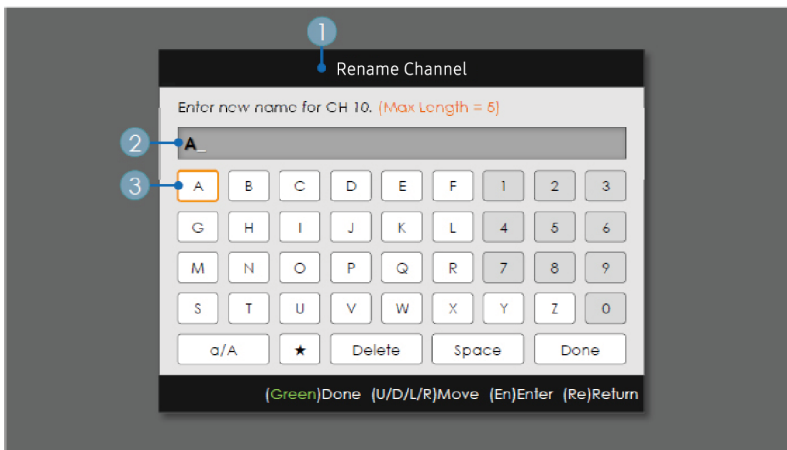 1
Rename Channel
Enter new name for CH 10. (Max Length = 5)
2 A_
3 A B C D E F 1 2 3
G H I J K L 4 5 6
M N O P Q R 7 8 9
S T U V W X Y Z 0
a/A ★ Delete Space Done
(Green)Done (U/D/L/R)Move (En)Enter (Re)Return